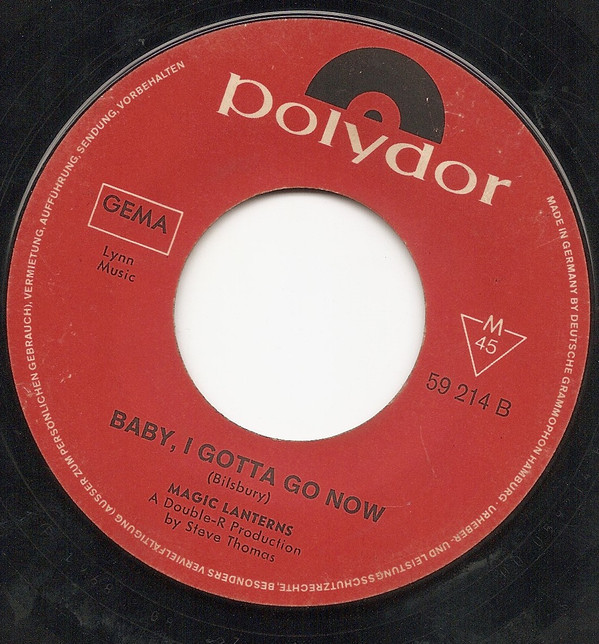 polydor
GEMA
Lynn
Music
M
45
59 214 B
BABY, I GOTTA GO NOW
(Bilsbury)
MAGIC LANTERNS
A Double-R Production
by Steve Thomas
MADE IN GERMANY BY DEUTSCHE GRAMMOPHON HAMBURG · URHEBER- UND LEISTUNGSSCHUTZRECHTE, BESONDERS VERVIELFÄLTIGUNG (AUSSER ZUM PERSÖNLICHEN GEBRAUCH), VERMIETUNG, AUFFÜHRUNG, SENDUNG, VORBEHALTEN